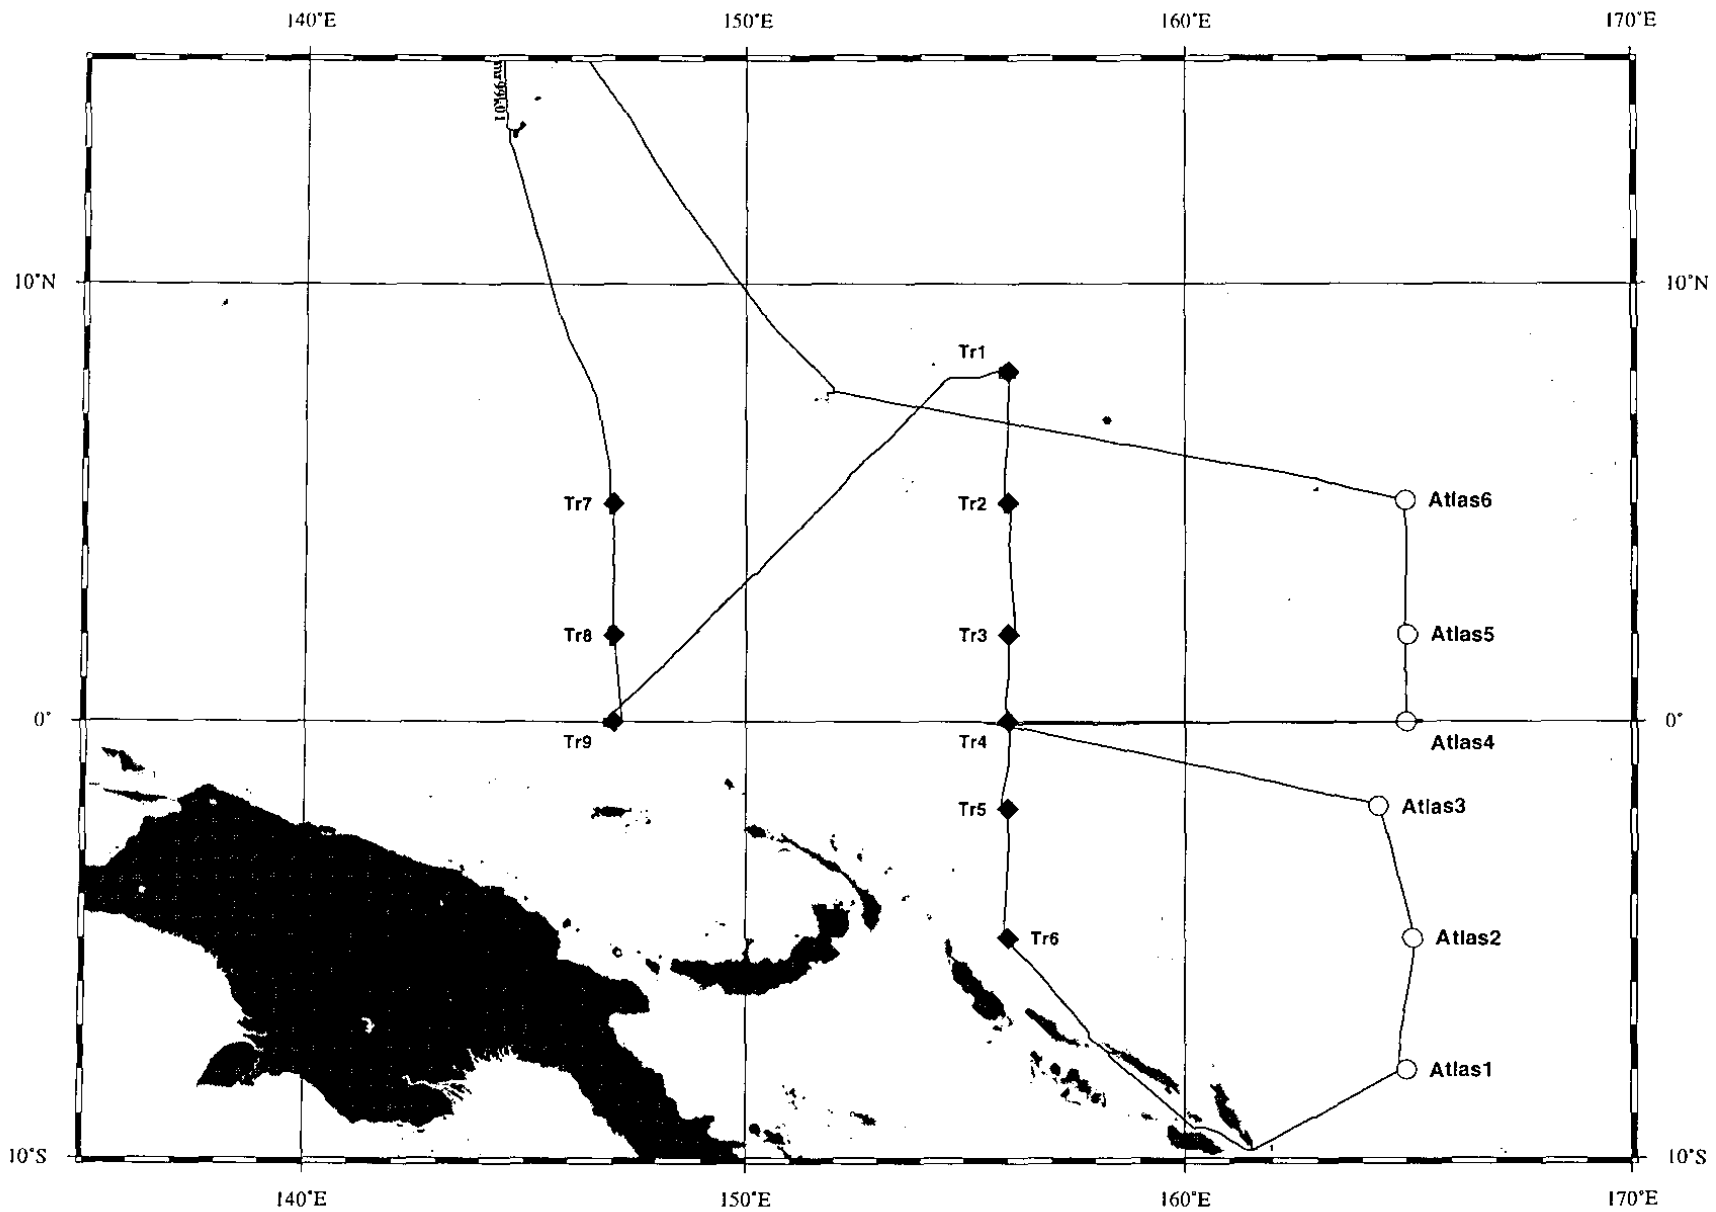 140°E 150°E 160°E 170°E
mr99k01
10°N 10°N
Tr1
Tr7 Tr2 Atlas6
Tr8 Tr3 Atlas5
0° 0°
Tr9 Tr4 Atlas4
Tr5 Atlas3
Tr6 Atlas2
Atlas1
10°S 10°S
140°E 150°E 160°E 170°E